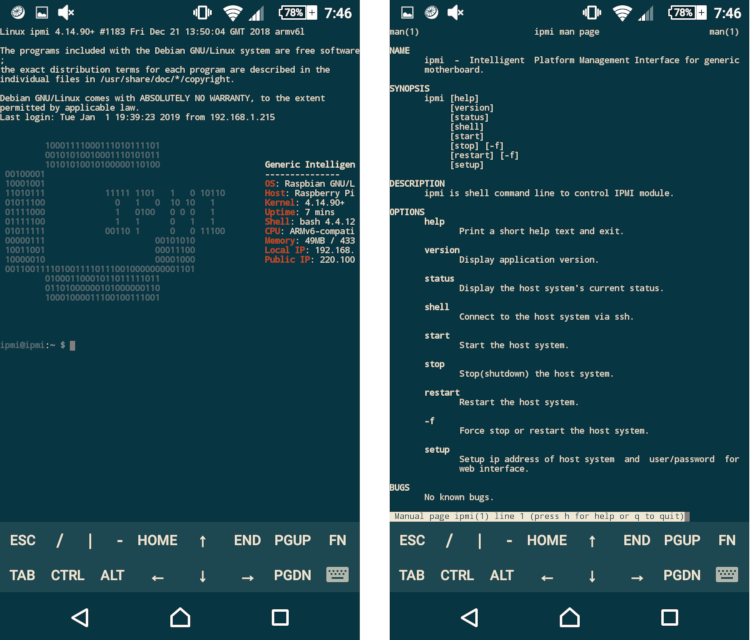 78% 7:46
Linux ipmi 4.14.90+ #1183 Fri Dec 21 13:50:04 GMT 2018 armv6l
The programs included with the Debian GNU/Linux system are free software
;
the exact distribution terms for each program are described in the
individual files in /usr/share/doc/*/copyright.
Debian GNU/Linux comes with ABSOLUTELY NO WARRANTY, to the extent
permitted by applicable law.
Last login: Tue Jan  1 19:39:23 2019 from 192.168.1.215
10001111000111010111101
00101010010001110101011
10101010010100000110100 Generic Intelligen
00100001 ---------------
10001001 OS: Raspbian GNU/L
11010111 11111 1101 1 0 10110 Host: Raspberry Pi
01011100 0 1 0 10 10 1 Kernel: 4.14.90+
01111000 1 0100 0 0 0 1 Uptime: 7 mins
01111100 1 0 1 1 Shell: bash 4.4.12
01011111 00110 1 0 0 11100 CPU: ARMv6-compati
00000111 00101010 Memory: 49MB / 433
10011001 00011100 Local IP: 192.168.
10000010 00001000 Public IP: 220.100
001100111101001111011100100000000 1101
01000110001011011111011
01101000000101000000110
10001000011100100111001
ipmi@ipmi:~ $
ESC / | - HOME ↑ END PGUP FN
TAB CTRL ALT ← ↓ → PGDN
78% 7:46
man(1) ipmi man page man(1)
NAME
ipmi - Intelligent Platform Management Interface for generic
motherboard.
SYNOPSIS
ipmi [help]
[version]
[status]
[shell]
[start]
[stop] [-f]
[restart] [-f]
[setup]
DESCRIPTION
ipmi is shell command line to control IPMI module.
OPTIONS
help
Print a short help text and exit.
version
Display application version.
status
Display the host system's current status.
shell
Connect to the host system via ssh.
start
Start the host system.
stop
Stop(shutdown) the host system.
restart
Restart the host system.
-f
Force stop or restart the host system.
setup
Setup ip address of host system and user/password for
web interface.
BUGS
No known bugs.
Manual page ipmi(1) line 1 (press h for help or q to quit)
ESC / | - HOME ↑ END PGUP FN
TAB CTRL ALT ← ↓ → PGDN